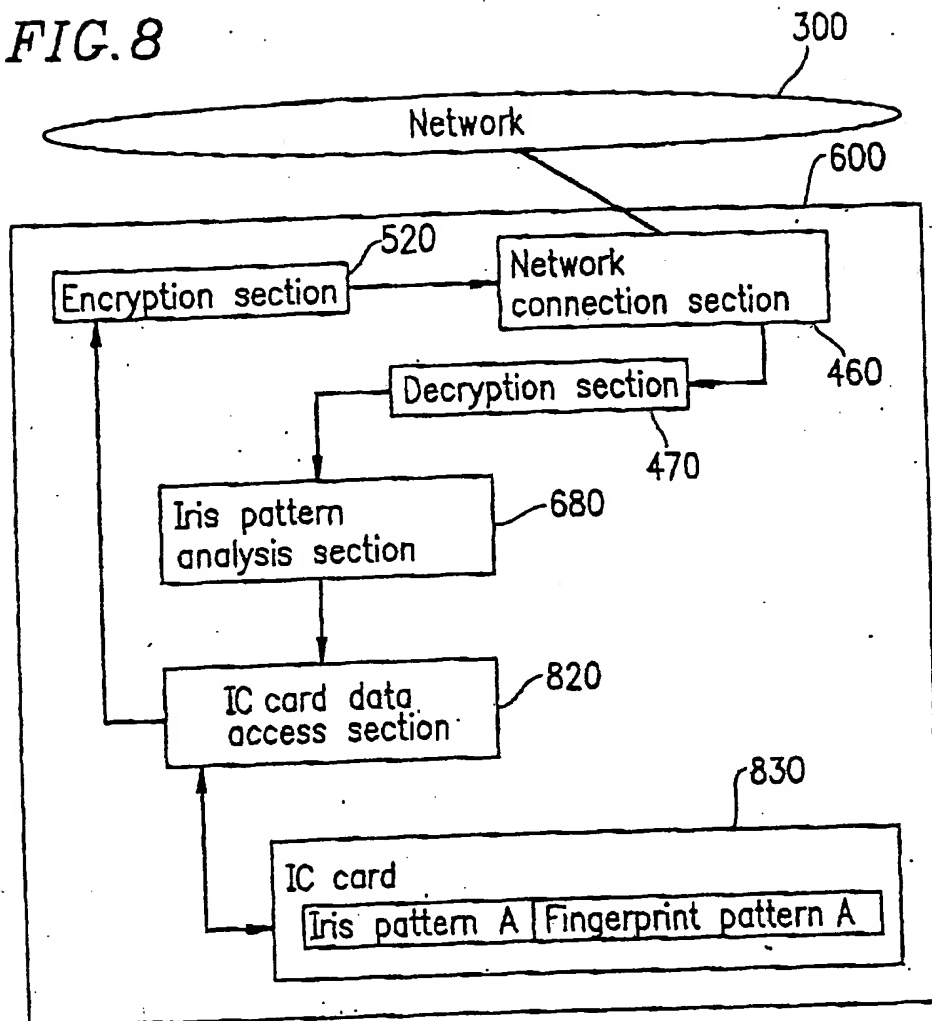 FIG.8
300
Network
600
520
Encryption section
Network
connection section
460
Decryption section
470
Iris pattern
analysis section
680
IC card data
access section
820
830
IC card
Iris pattern A Fingerprint pattern A